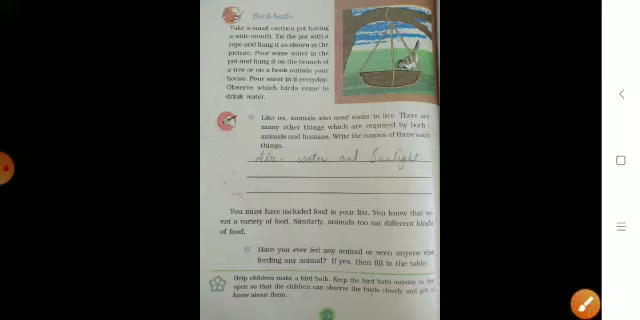 Bird bath
Take a small earthen pot having
a wide mouth. Tie the pot with a
rope and hang it as shown in the
picture. Pour some water in the
pot and hang it on the branch of
a tree or on a hook outside your
house. Pour water in it everyday.
Observe which birds come to
drink water.
Like us, animals also need water to live. There are
many other things which are required by both -
animals and humans. Write the names of three such
things.
Air, water and Sunlight.
You must have included food in your list. You know that we
eat a variety of food. Similarly, animals too eat different kinds
of food.
Have you ever fed any animal or seen anyone else
feeding any animal? If yes, then fill in the table.
Help children make a bird bath. Keep the bird bath outside in the
open so that the children can observe the birds closely and get to
know about them.